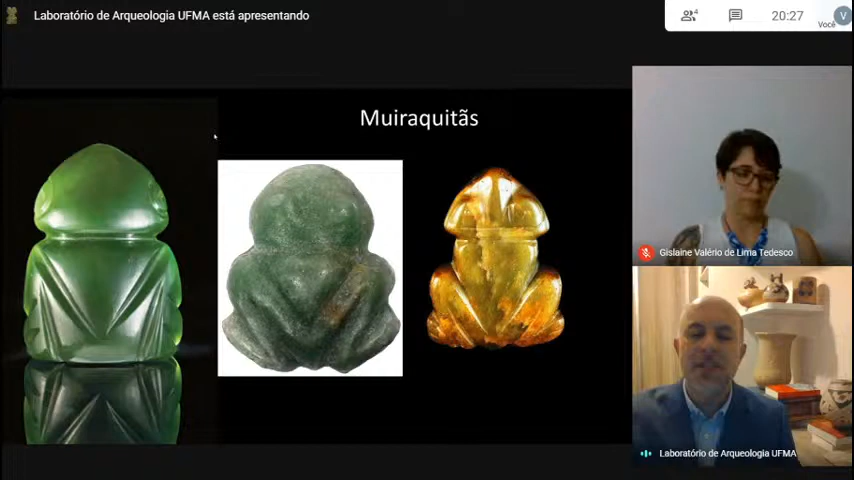 Laboratório de Arqueologia UFMA está apresentando
4
20:27
V
Você
Muiraquitãs
Gislaine Valério de Lima Tedesco
Laboratório de Arqueologia UFMA